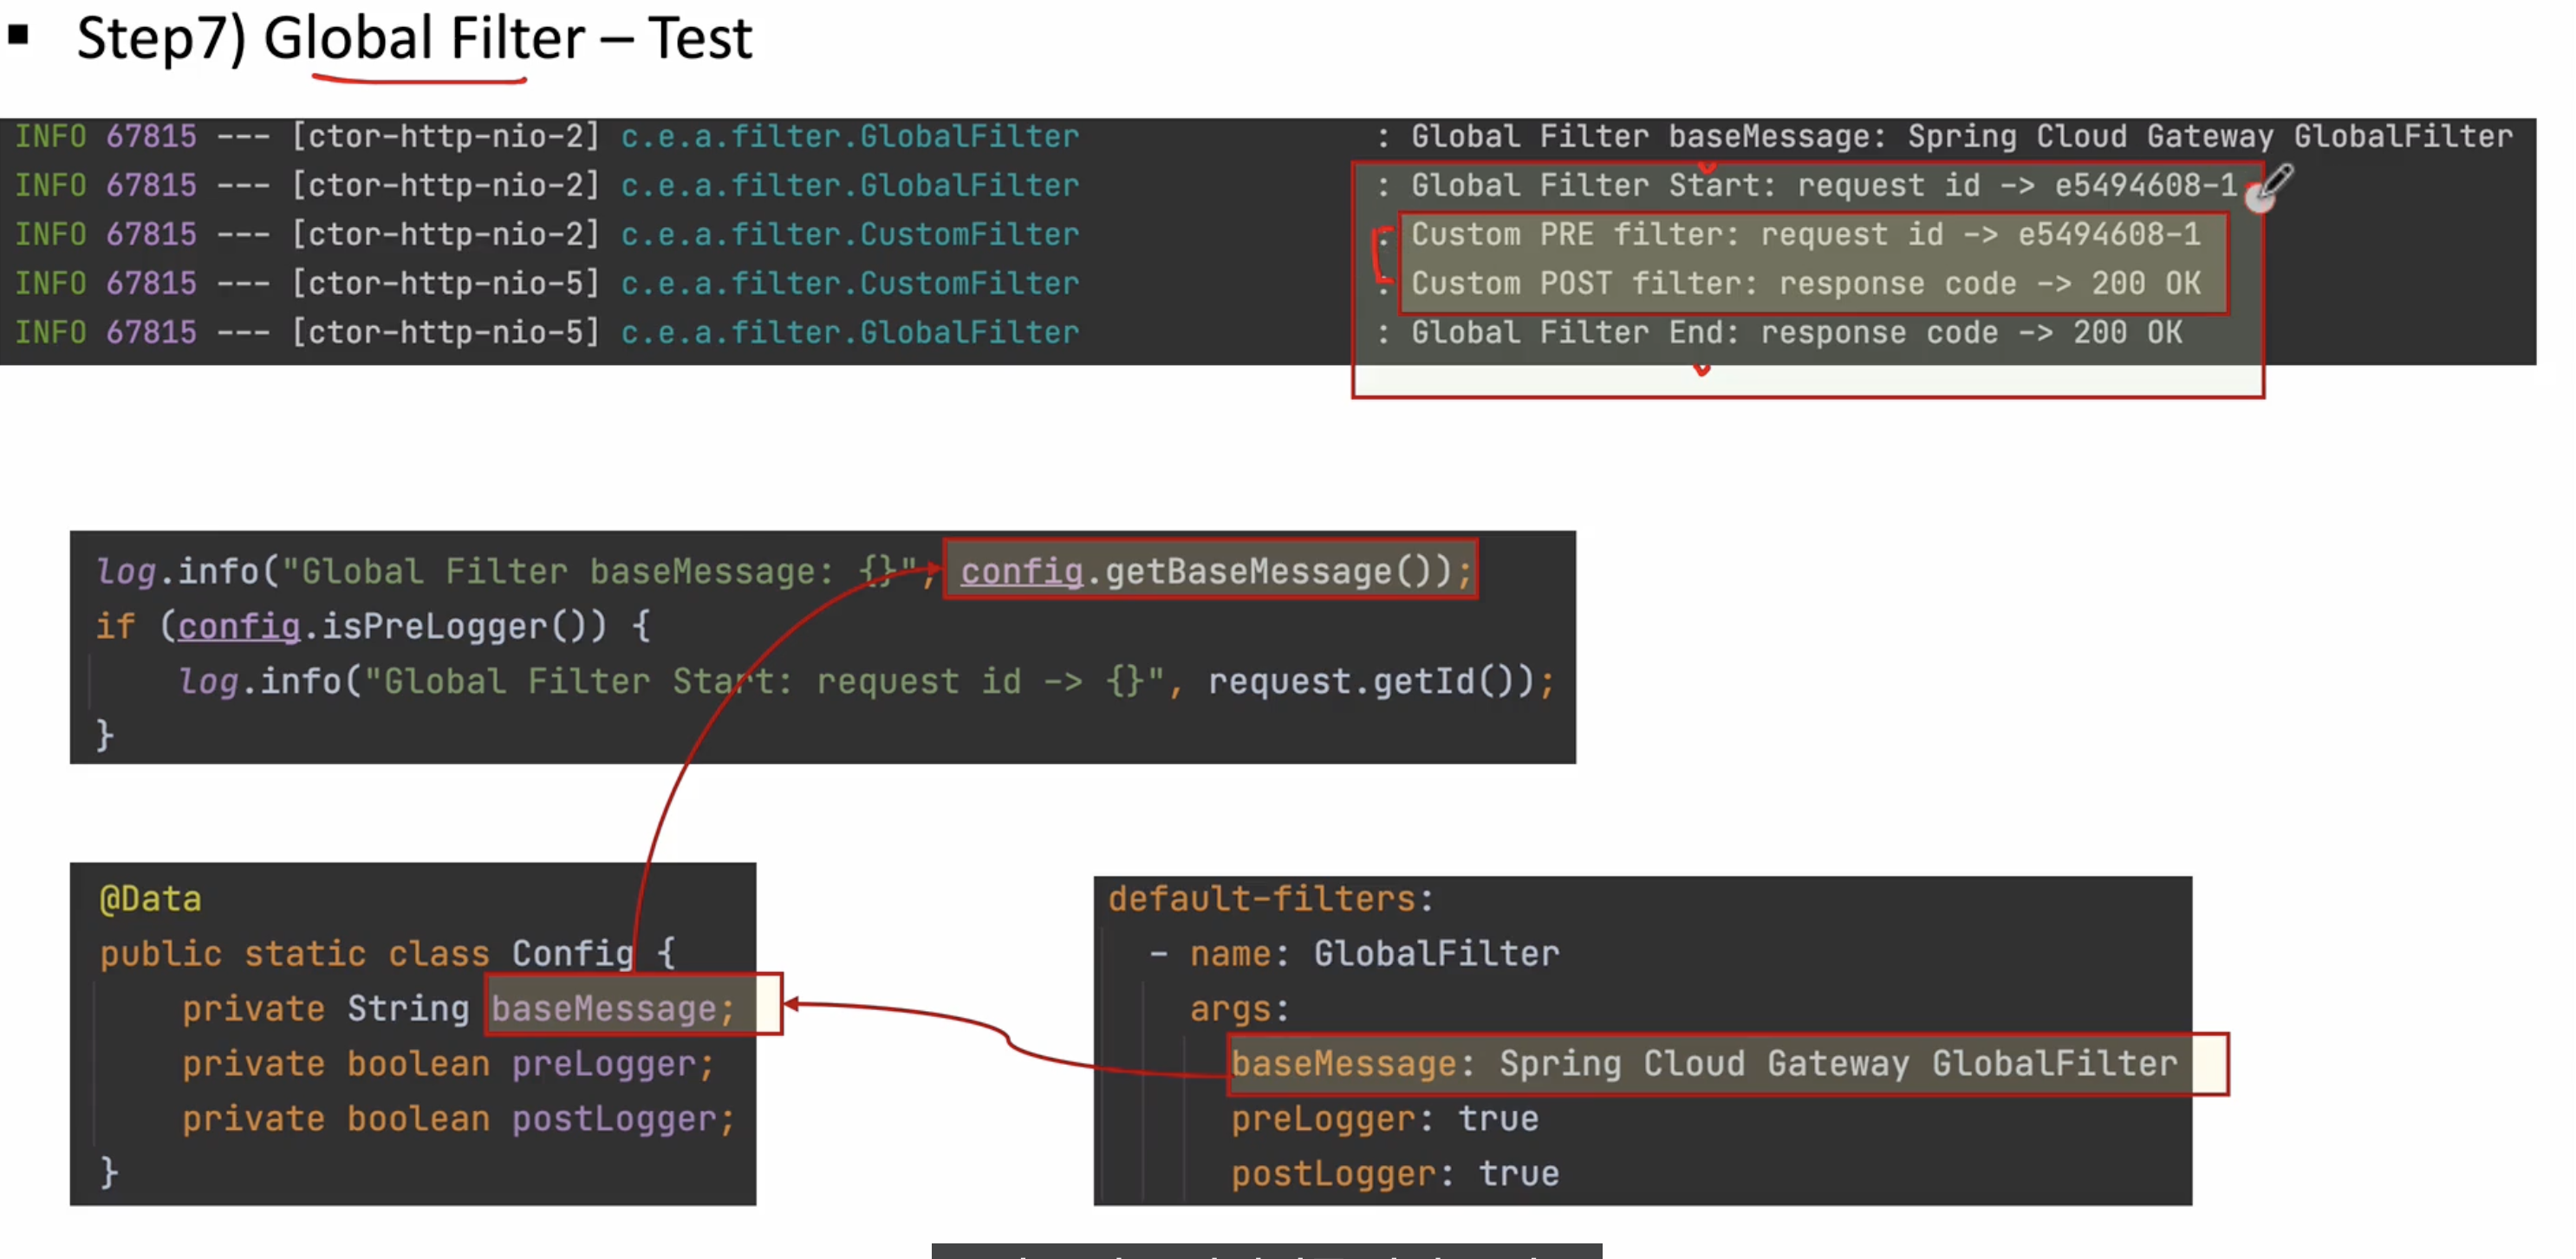 ▪ Step7) Global Filter – Test
INFO 67815 --- [ctor-http-nio-2] c.e.a.filter.GlobalFilter : Global Filter baseMessage: Spring Cloud Gateway GlobalFilter
INFO 67815 --- [ctor-http-nio-2] c.e.a.filter.GlobalFilter : Global Filter Start: request id -> e5494608-1
INFO 67815 --- [ctor-http-nio-2] c.e.a.filter.CustomFilter : Custom PRE filter: request id -> e5494608-1
INFO 67815 --- [ctor-http-nio-5] c.e.a.filter.CustomFilter : Custom POST filter: response code -> 200 OK
INFO 67815 --- [ctor-http-nio-5] c.e.a.filter.GlobalFilter : Global Filter End: response code -> 200 OK
log.info("Global Filter baseMessage: {}", config.getBaseMessage());
if (config.isPreLogger()) {
    log.info("Global Filter Start: request id -> {}", request.getId());
}
@Data
public static class Config {
    private String baseMessage;
    private boolean preLogger;
    private boolean postLogger;
}
default-filters:
  - name: GlobalFilter
    args:
      baseMessage: Spring Cloud Gateway GlobalFilter
      preLogger: true
      postLogger: true